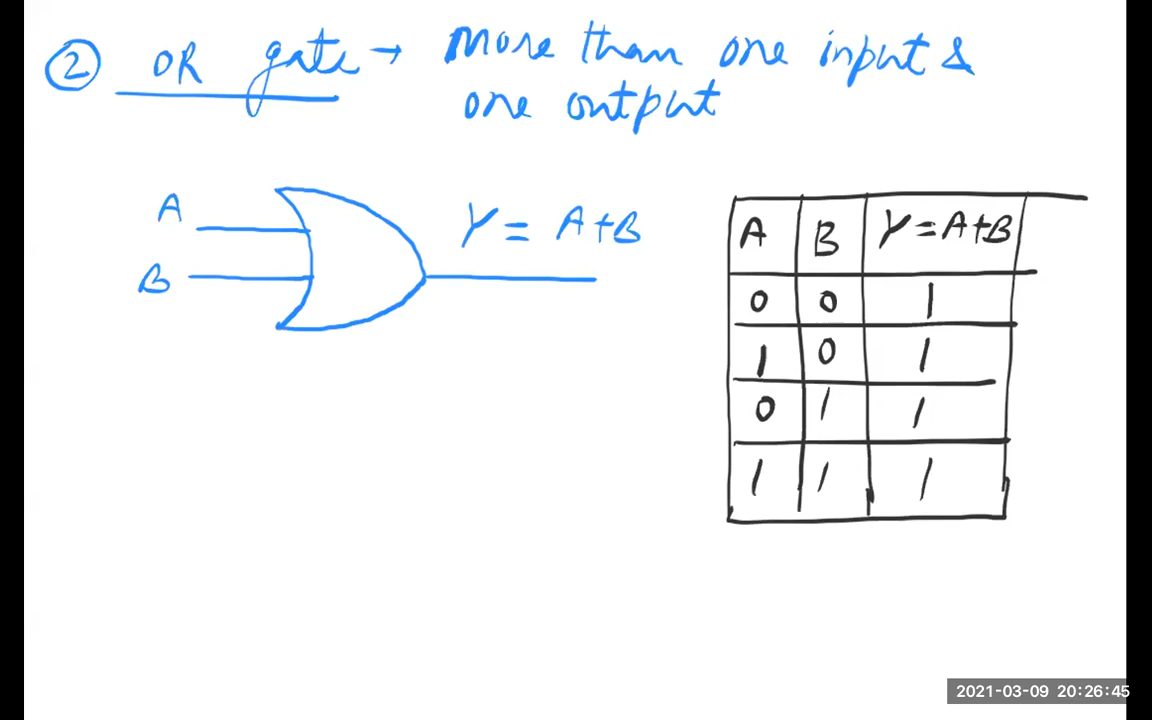 ② OR gate → More than one input &
one output
A
B
Y = A+B
A B Y=A+B
0 0 1
1 0 1
0 1 1
1 1 1
2021-03-09 20:26:45